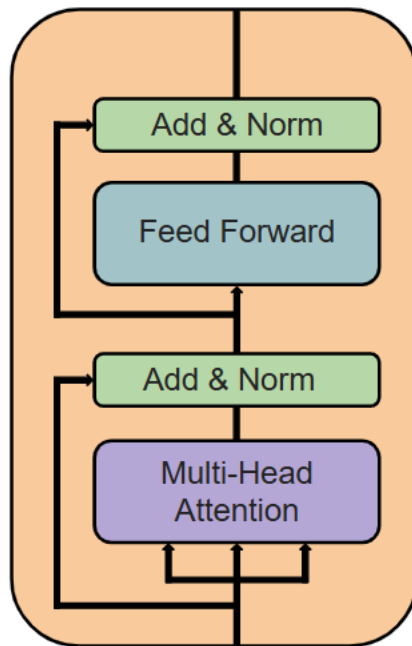 Add & Norm
Feed Forward
Add & Norm
Multi-Head
Attention